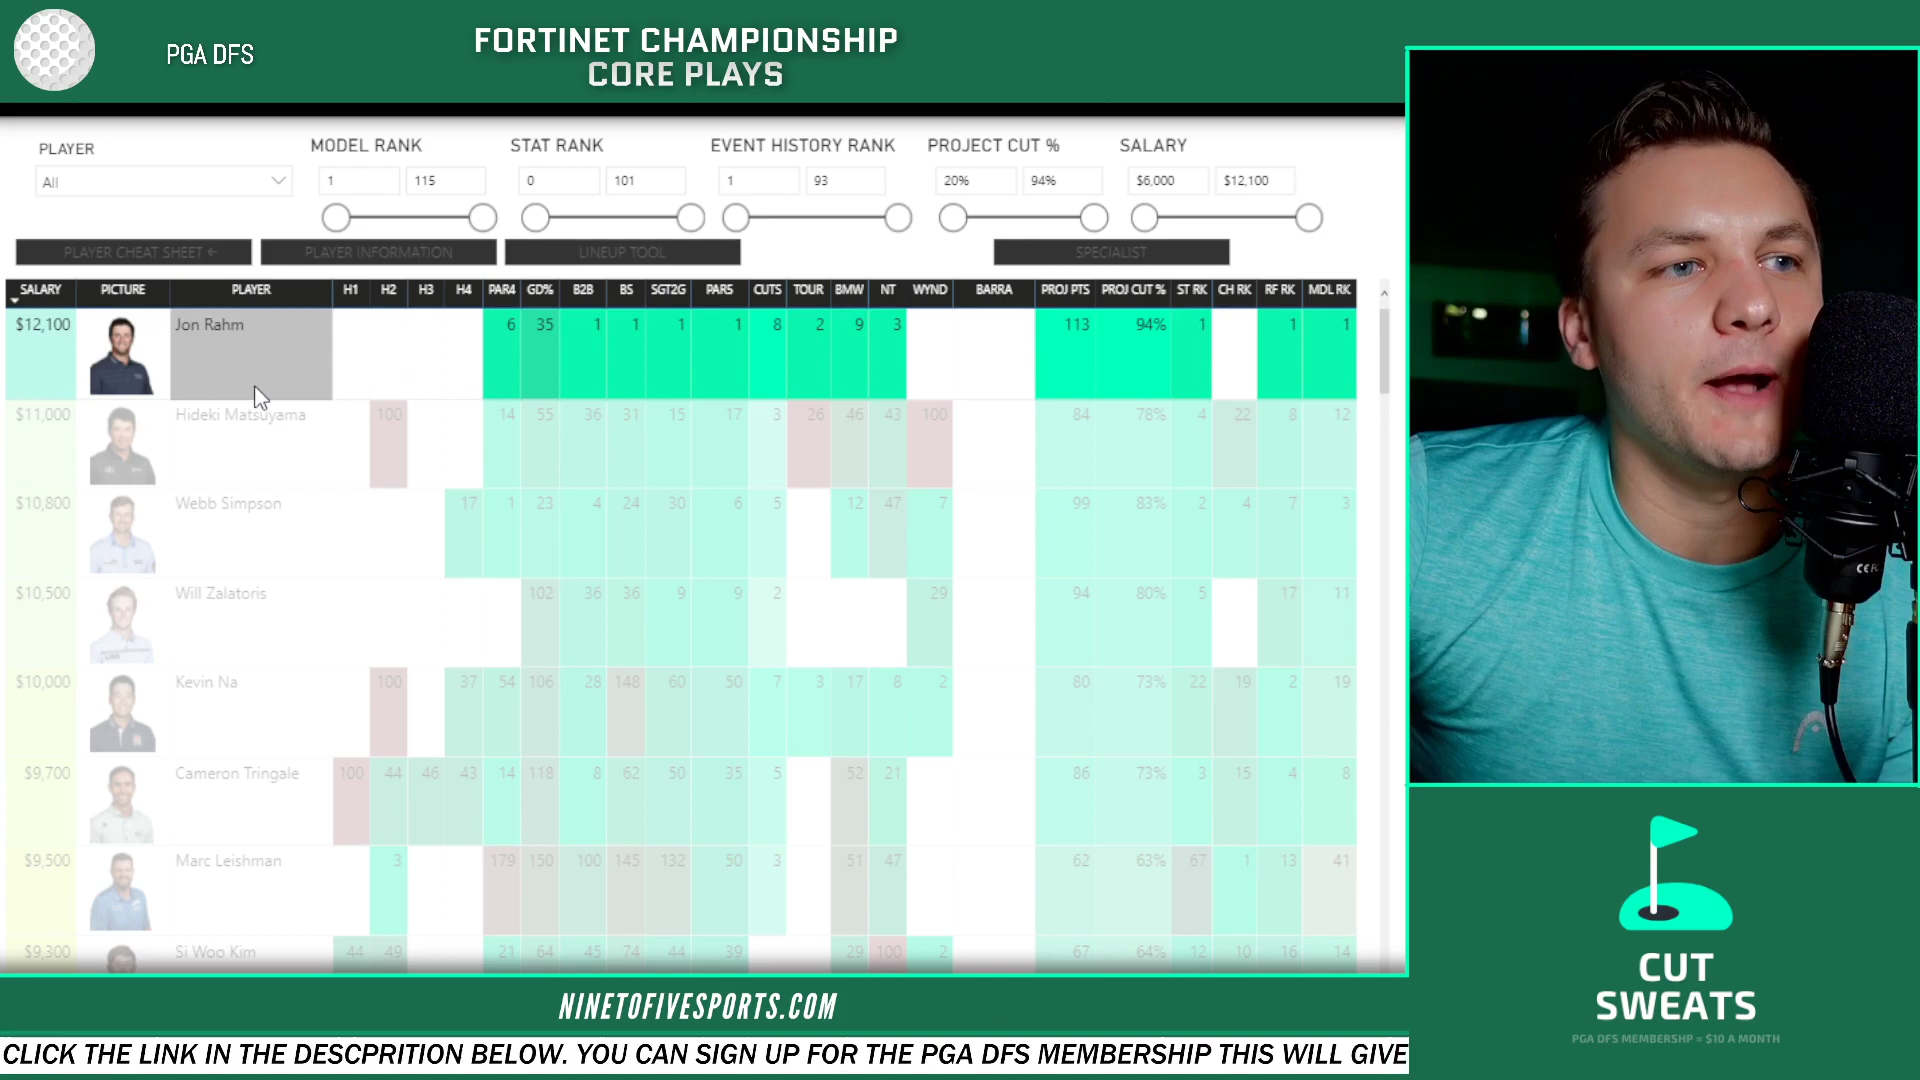 PGA DFS
FORTINET CHAMPIONSHIP
CORE PLAYS
PLAYER
All
MODEL RANK
1 115
STAT RANK
0 101
EVENT HISTORY RANK
1 93
PROJECT CUT %
20% 94%
SALARY
$6,000 $12,100
PLAYER CHEAT SHEET ← PLAYER INFORMATION LINEUP TOOL SPECIALIST
SALARY PICTURE PLAYER H1 H2 H3 H4 PAR4 GD% B2B BS SGT2G PAR5 CUTS TOUR BMW NT WYND BARRA PROJ PTS PROJ CUT % ST RK CH RK RF RK MDL RK
$12,100 Jon Rahm 6 35 1 1 1 1 8 2 9 3 113 94% 1 1 1
$11,000 Hideki Matsuyama 100 14 55 36 31 15 17 3 26 46 43 100 84 78% 4 22 8 12
$10,800 Webb Simpson 17 1 23 4 24 30 6 5 12 47 7 99 83% 2 4 7 3
$10,500 Will Zalatoris 102 36 36 9 9 2 29 94 80% 5 17 11
$10,000 Kevin Na 100 37 54 106 28 148 60 50 7 3 17 8 2 80 73% 22 19 2 19
$9,700 Cameron Tringale 100 44 46 43 14 118 8 62 50 35 5 52 21 86 73% 3 15 4 8
$9,500 Marc Leishman 3 179 150 100 145 132 50 3 51 47 62 63% 67 1 13 41
$9,300 Si Woo Kim 44 49 21 64 45 74 44 39 29 100 2 67 64% 12 10 16 14
NINETOFIVESPORTS.COM
CLICK THE LINK IN THE DESCPRITION BELOW. YOU CAN SIGN UP FOR THE PGA DFS MEMBERSHIP THIS WILL GIVE
CUT
SWEATS
PGA DFS MEMBERSHP = $10 A MONTH